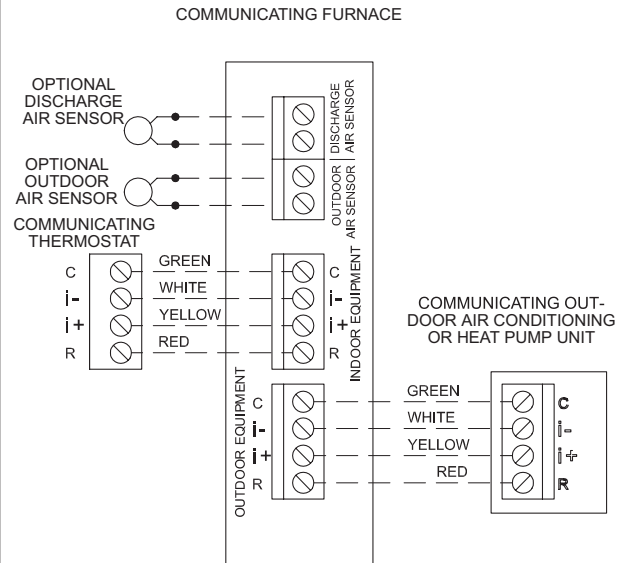 COMMUNICATING FURNACE
OPTIONAL
DISCHARGE
AIR SENSOR
DISCHARGE
AIR SENSOR
OPTIONAL
OUTDOOR
AIR SENSOR
OUTDOOR
AIR SENSOR
COMMUNICATING
THERMOSTAT
C
i-
i+
R
GREEN
WHITE
YELLOW
RED
C
i-
i+
R
INDOOR EQUIPMENT
COMMUNICATING OUT-
DOOR AIR CONDITIONING
OR HEAT PUMP UNIT
OUTDOOR EQUIPMENT
C
i-
i+
R
GREEN
WHITE
YELLOW
RED
C
i-
i+
R